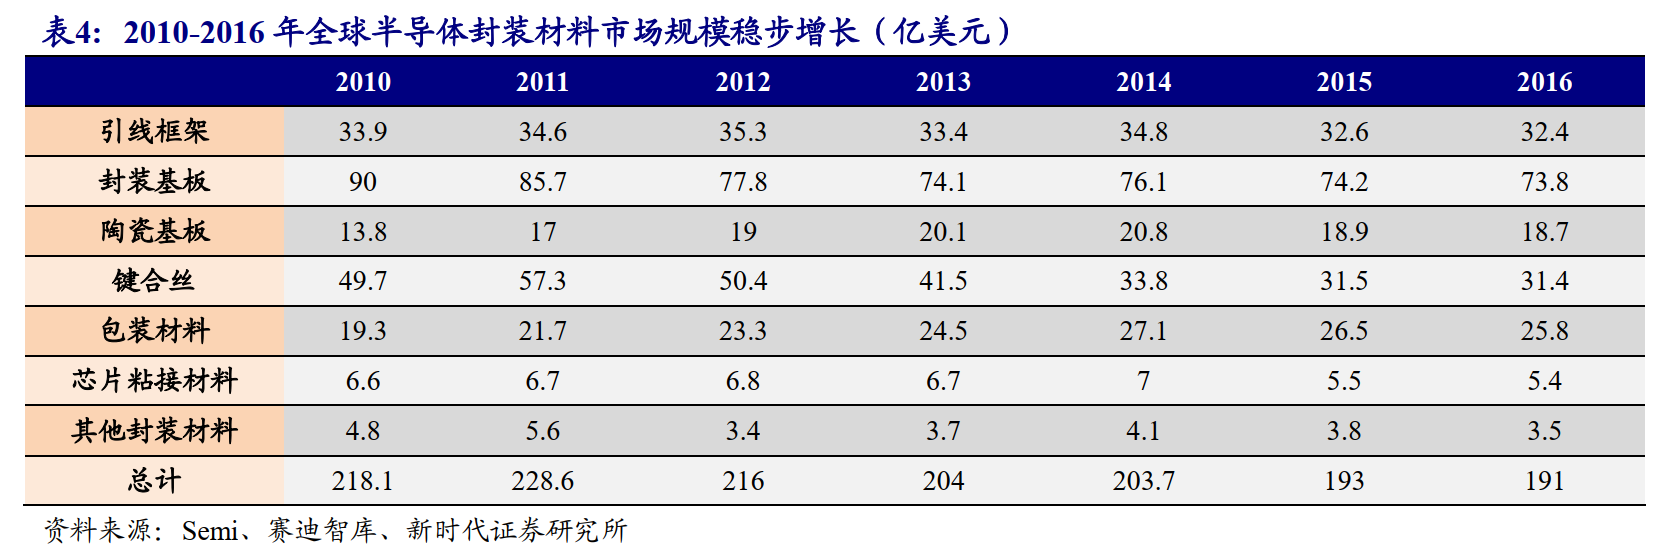 表4：2010-2016 年全球半导体封装材料市场规模稳步增长（亿美元）
2010 2011 2012 2013 2014 2015 2016
引线框架 33.9 34.6 35.3 33.4 34.8 32.6 32.4
封装基板 90 85.7 77.8 74.1 76.1 74.2 73.8
陶瓷基板 13.8 17 19 20.1 20.8 18.9 18.7
键合丝 49.7 57.3 50.4 41.5 33.8 31.5 31.4
包装材料 19.3 21.7 23.3 24.5 27.1 26.5 25.8
芯片粘接材料 6.6 6.7 6.8 6.7 7 5.5 5.4
其他封装材料 4.8 5.6 3.4 3.7 4.1 3.8 3.5
总计 218.1 228.6 216 204 203.7 193 191
资料来源：Semi、赛迪智库、新时代证券研究所